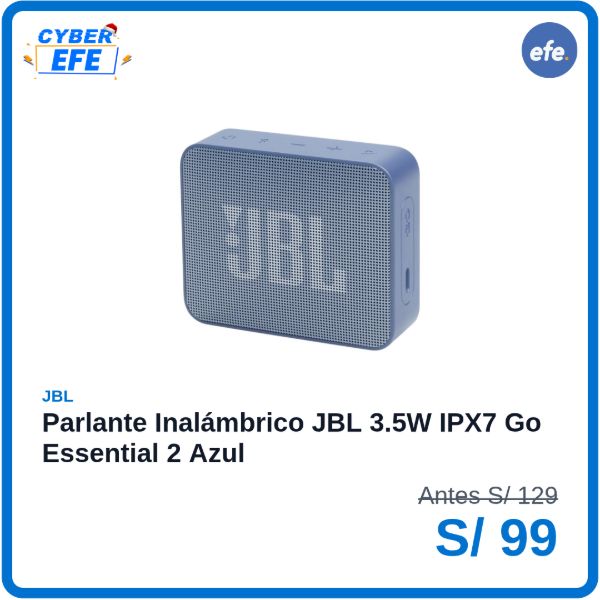 CYBER
EFE
efe.
JBL
JBL
Parlante Inalámbrico JBL 3.5W IPX7 Go
Essential 2 Azul
Antes S/ 129
S/ 99